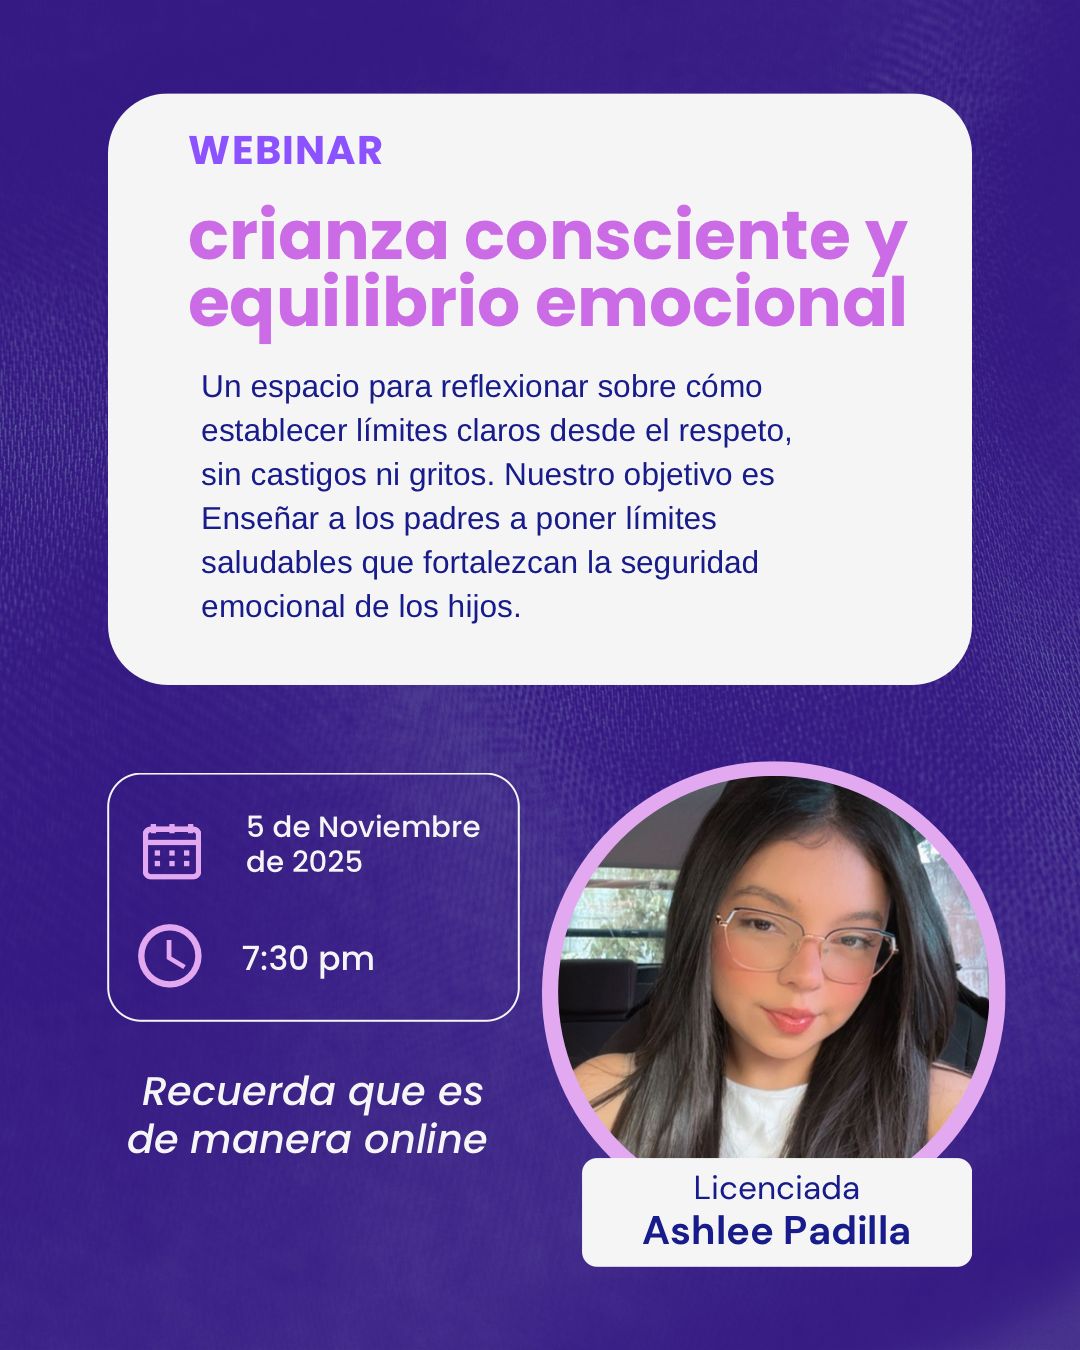 WEBINAR
crianza consciente y
equilibrio emocional
Un espacio para reflexionar sobre cómo
establecer límites claros desde el respeto,
sin castigos ni gritos. Nuestro objetivo es
Enseñar a los padres a poner límites
saludables que fortalezcan la seguridad
emocional de los hijos.
5 de Noviembre
de 2025
7:30 pm
Recuerda que es
de manera online
Licenciada
Ashlee Padilla